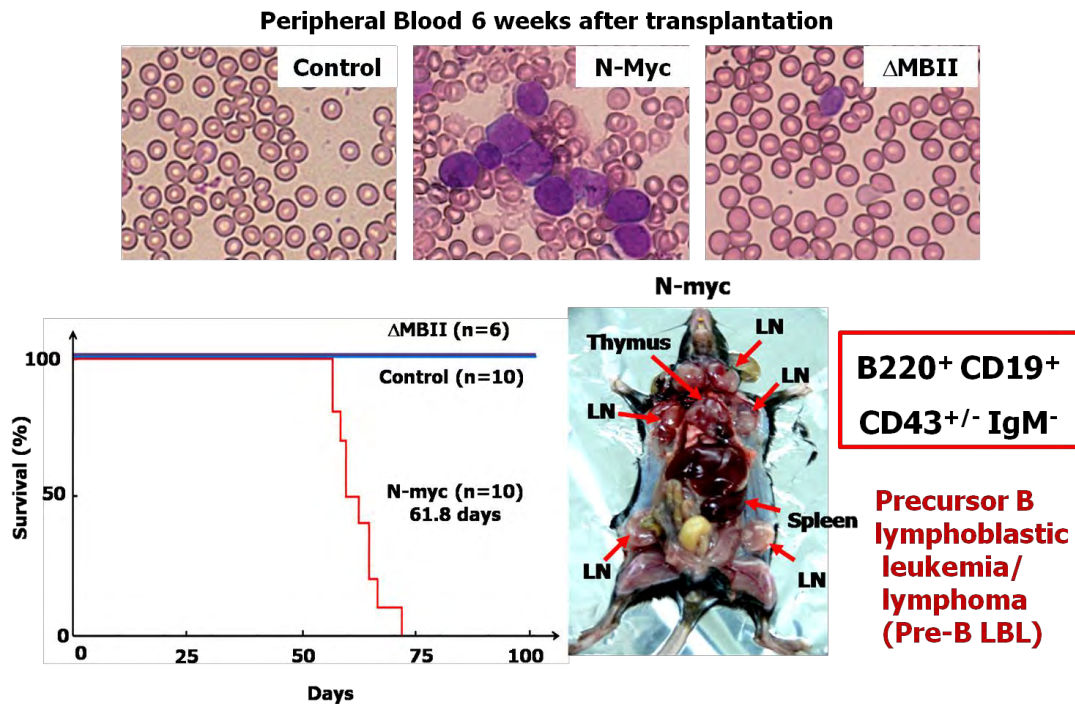 Peripheral Blood 6 weeks after transplantation
Control
N-Myc
ΔMBII
ΔMBII (n=6)
Control (n=10)
N-myc (n=10)
61.8 days
Survival (%)
100
50
0
0
25
50
75
100
Days
N-myc
LN
Thymus
LN
LN
Spleen
LN
LN
B220⁺ CD19⁺
CD43⁺/⁻ IgM⁻
Precursor B
lymphoblastic
leukemia/
lymphoma
(Pre-B LBL)